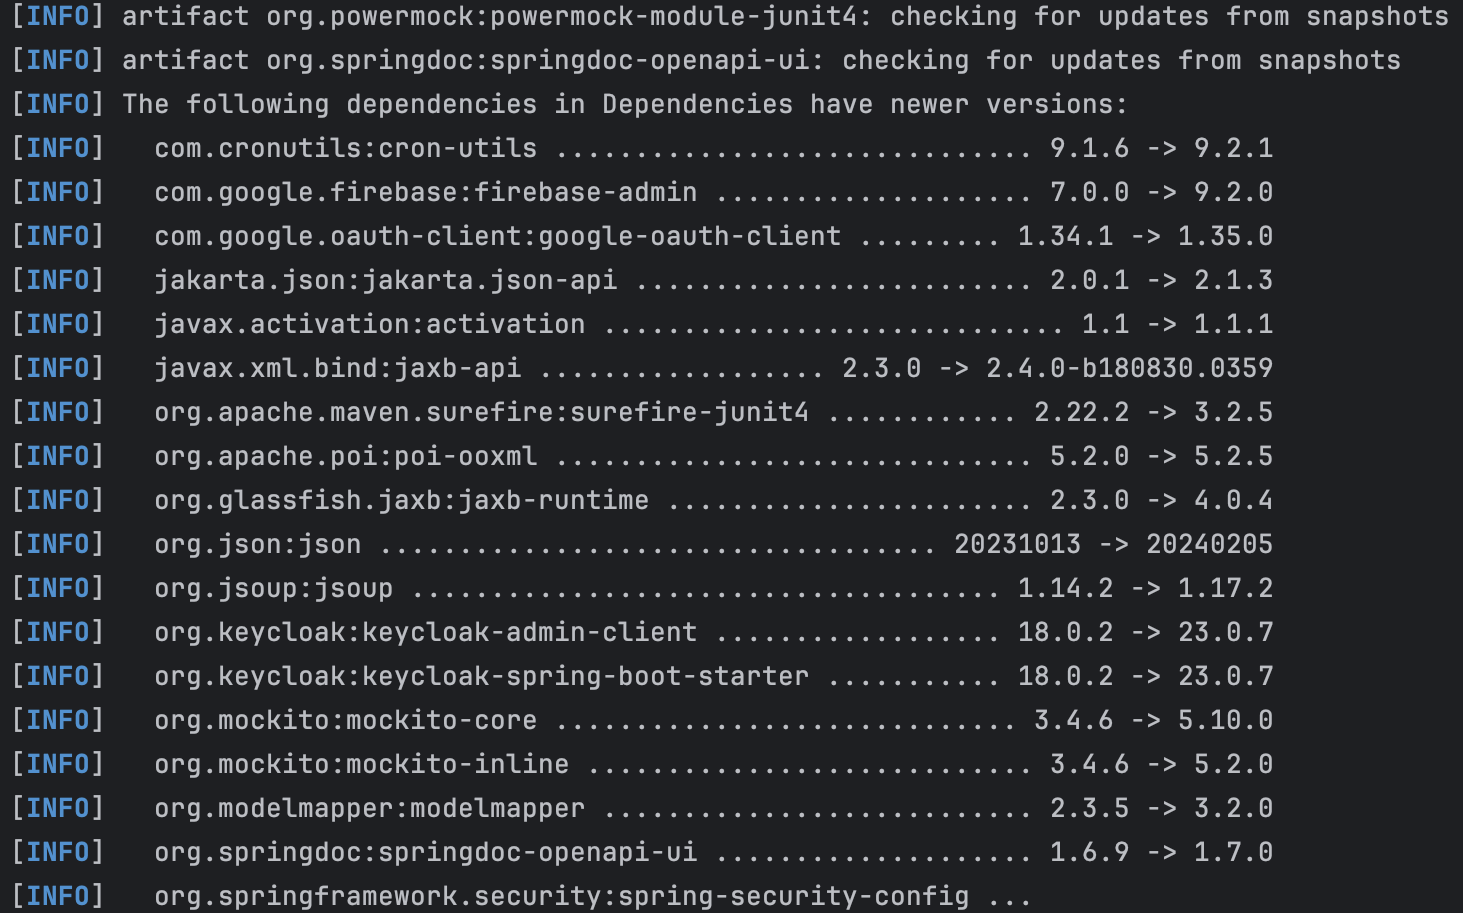 [INFO] artifact org.powermock:powermock-module-junit4: checking for updates from snapshots
[INFO] artifact org.springdoc:springdoc-openapi-ui: checking for updates from snapshots
[INFO] The following dependencies in Dependencies have newer versions:
[INFO]   com.cronutils:cron-utils .............................. 9.1.6 -> 9.2.1
[INFO]   com.google.firebase:firebase-admin .................... 7.0.0 -> 9.2.0
[INFO]   com.google.oauth-client:google-oauth-client ......... 1.34.1 -> 1.35.0
[INFO]   jakarta.json:jakarta.json-api ......................... 2.0.1 -> 2.1.3
[INFO]   javax.activation:activation ............................. 1.1 -> 1.1.1
[INFO]   javax.xml.bind:jaxb-api .................. 2.3.0 -> 2.4.0-b180830.0359
[INFO]   org.apache.maven.surefire:surefire-junit4 ............ 2.22.2 -> 3.2.5
[INFO]   org.apache.poi:poi-ooxml .............................. 5.2.0 -> 5.2.5
[INFO]   org.glassfish.jaxb:jaxb-runtime ....................... 2.3.0 -> 4.0.4
[INFO]   org.json:json ................................... 20231013 -> 20240205
[INFO]   org.jsoup:jsoup ..................................... 1.14.2 -> 1.17.2
[INFO]   org.keycloak:keycloak-admin-client .................. 18.0.2 -> 23.0.7
[INFO]   org.keycloak:keycloak-spring-boot-starter ........... 18.0.2 -> 23.0.7
[INFO]   org.mockito:mockito-core ............................. 3.4.6 -> 5.10.0
[INFO]   org.mockito:mockito-inline ............................ 3.4.6 -> 5.2.0
[INFO]   org.modelmapper:modelmapper ........................... 2.3.5 -> 3.2.0
[INFO]   org.springdoc:springdoc-openapi-ui .................... 1.6.9 -> 1.7.0
[INFO]   org.springframework.security:spring-security-config ...